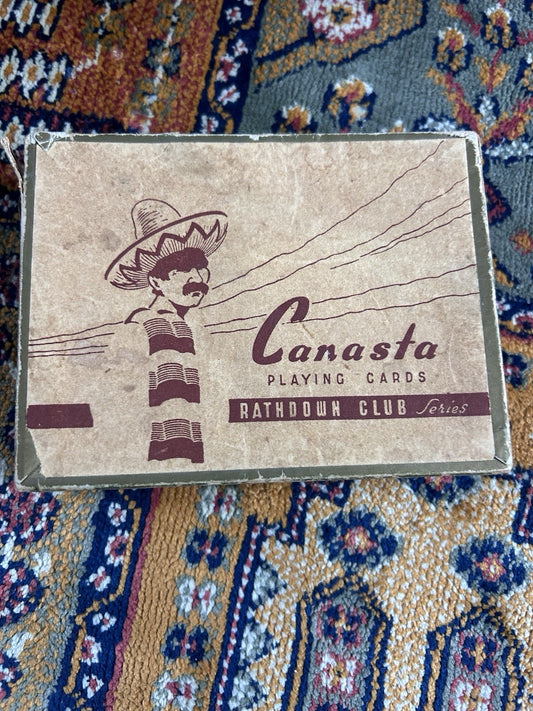 Canasta
PLAYING CARDS
RATHDOWN CLUB Series